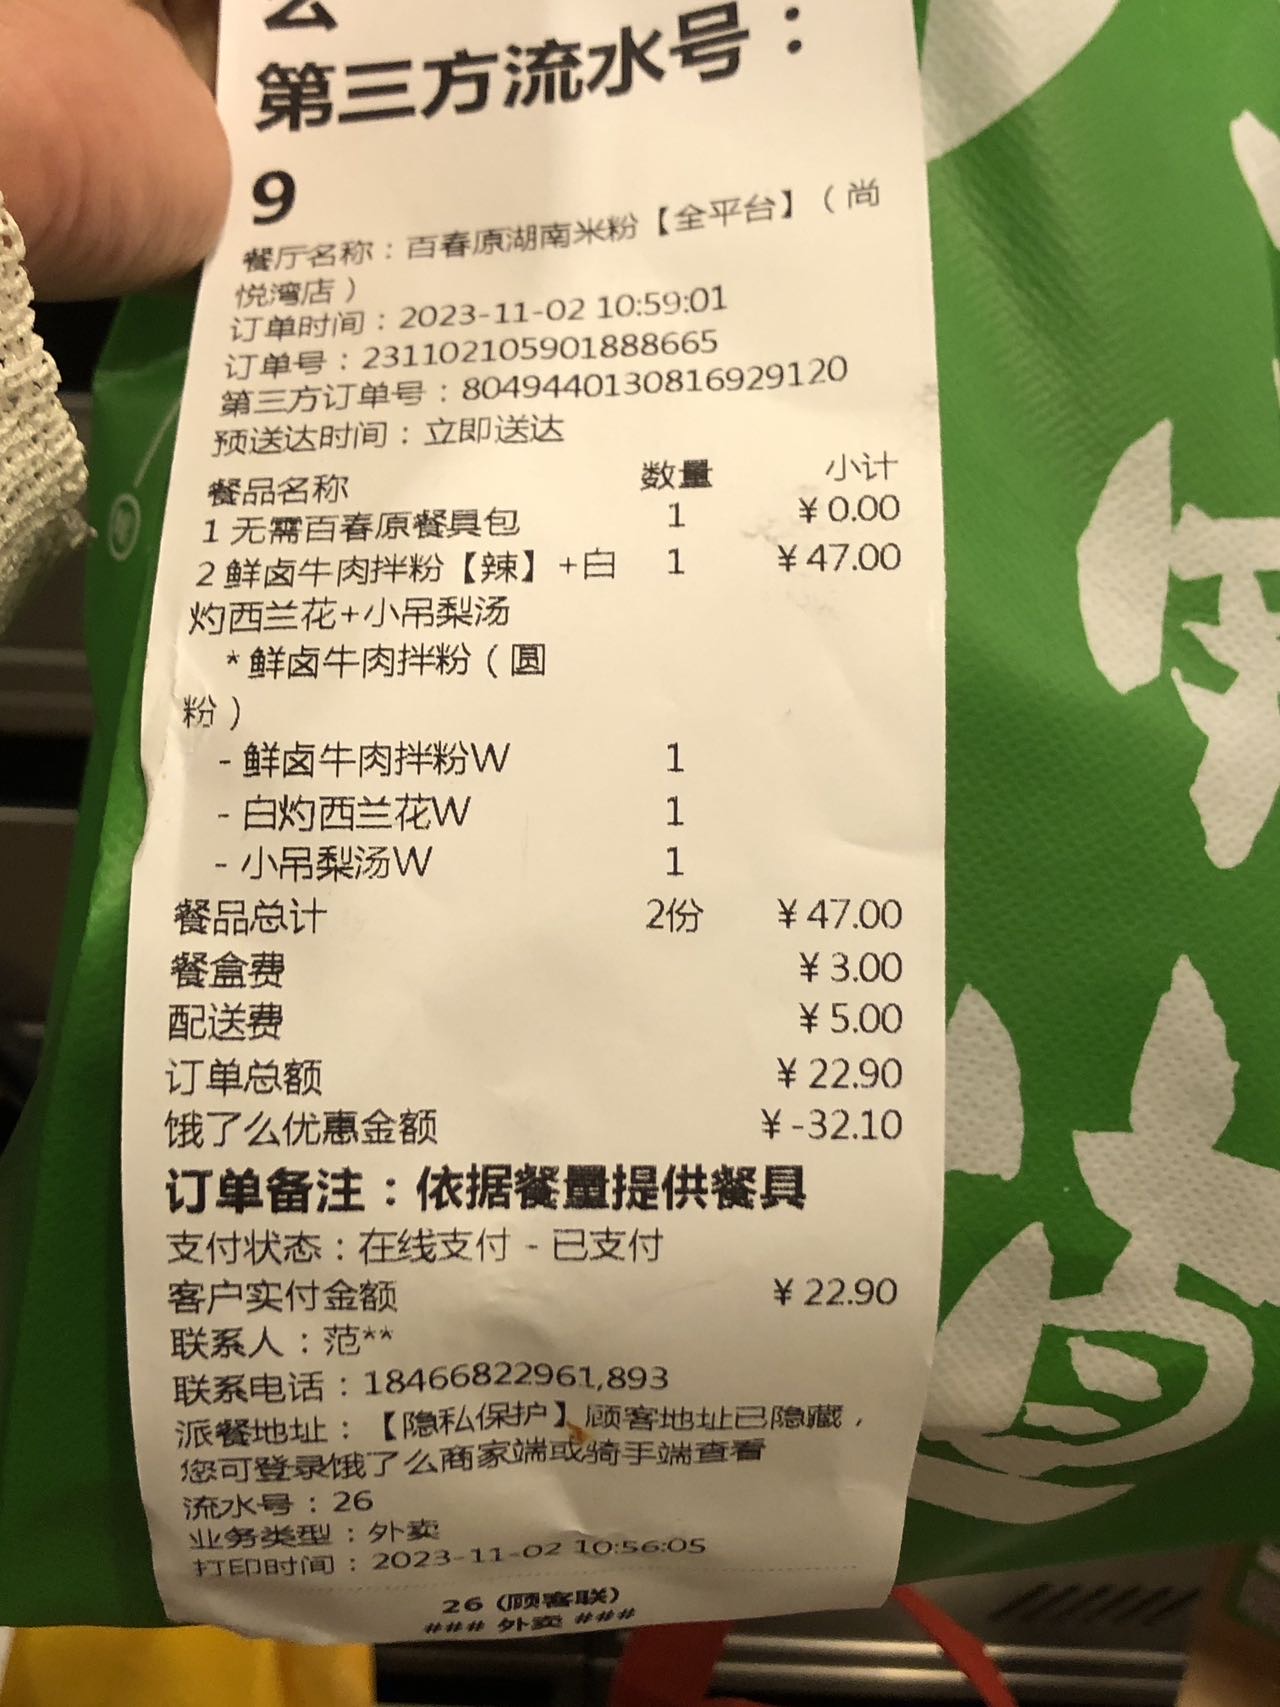 么
第三方流水号：
9
餐厅名称：百春原湖南米粉【全平台】（尚
悦湾店）
订单时间：2023-11-02 10:59:01
订单号：231102105901888665
第三方订单号：8049440130816929120
预送达时间：立即送达
餐品名称 数量 小计
1 无需百春原餐具包 1 ￥0.00
2 鲜卤牛肉拌粉【辣】+白 1 ￥47.00
灼西兰花+小吊梨汤
*鲜卤牛肉拌粉（圆
粉）
- 鲜卤牛肉拌粉W 1
- 白灼西兰花W 1
- 小吊梨汤W 1
餐品总计 2份 ￥47.00
餐盒费 ￥3.00
配送费 ￥5.00
订单总额 ￥22.90
饿了么优惠金额 ￥-32.10
订单备注：依据餐量提供餐具
支付状态：在线支付 - 已支付
客户实付金额 ￥22.90
联系人：范**
联系电话：18466822961,893
派餐地址：【隐私保护】顾客地址已隐藏，
您可登录饿了么商家端或骑手端查看
流水号：26
业务类型：外卖
打印时间：2023-11-02 10:56:05
26 (顾客联)
### 外卖 ###